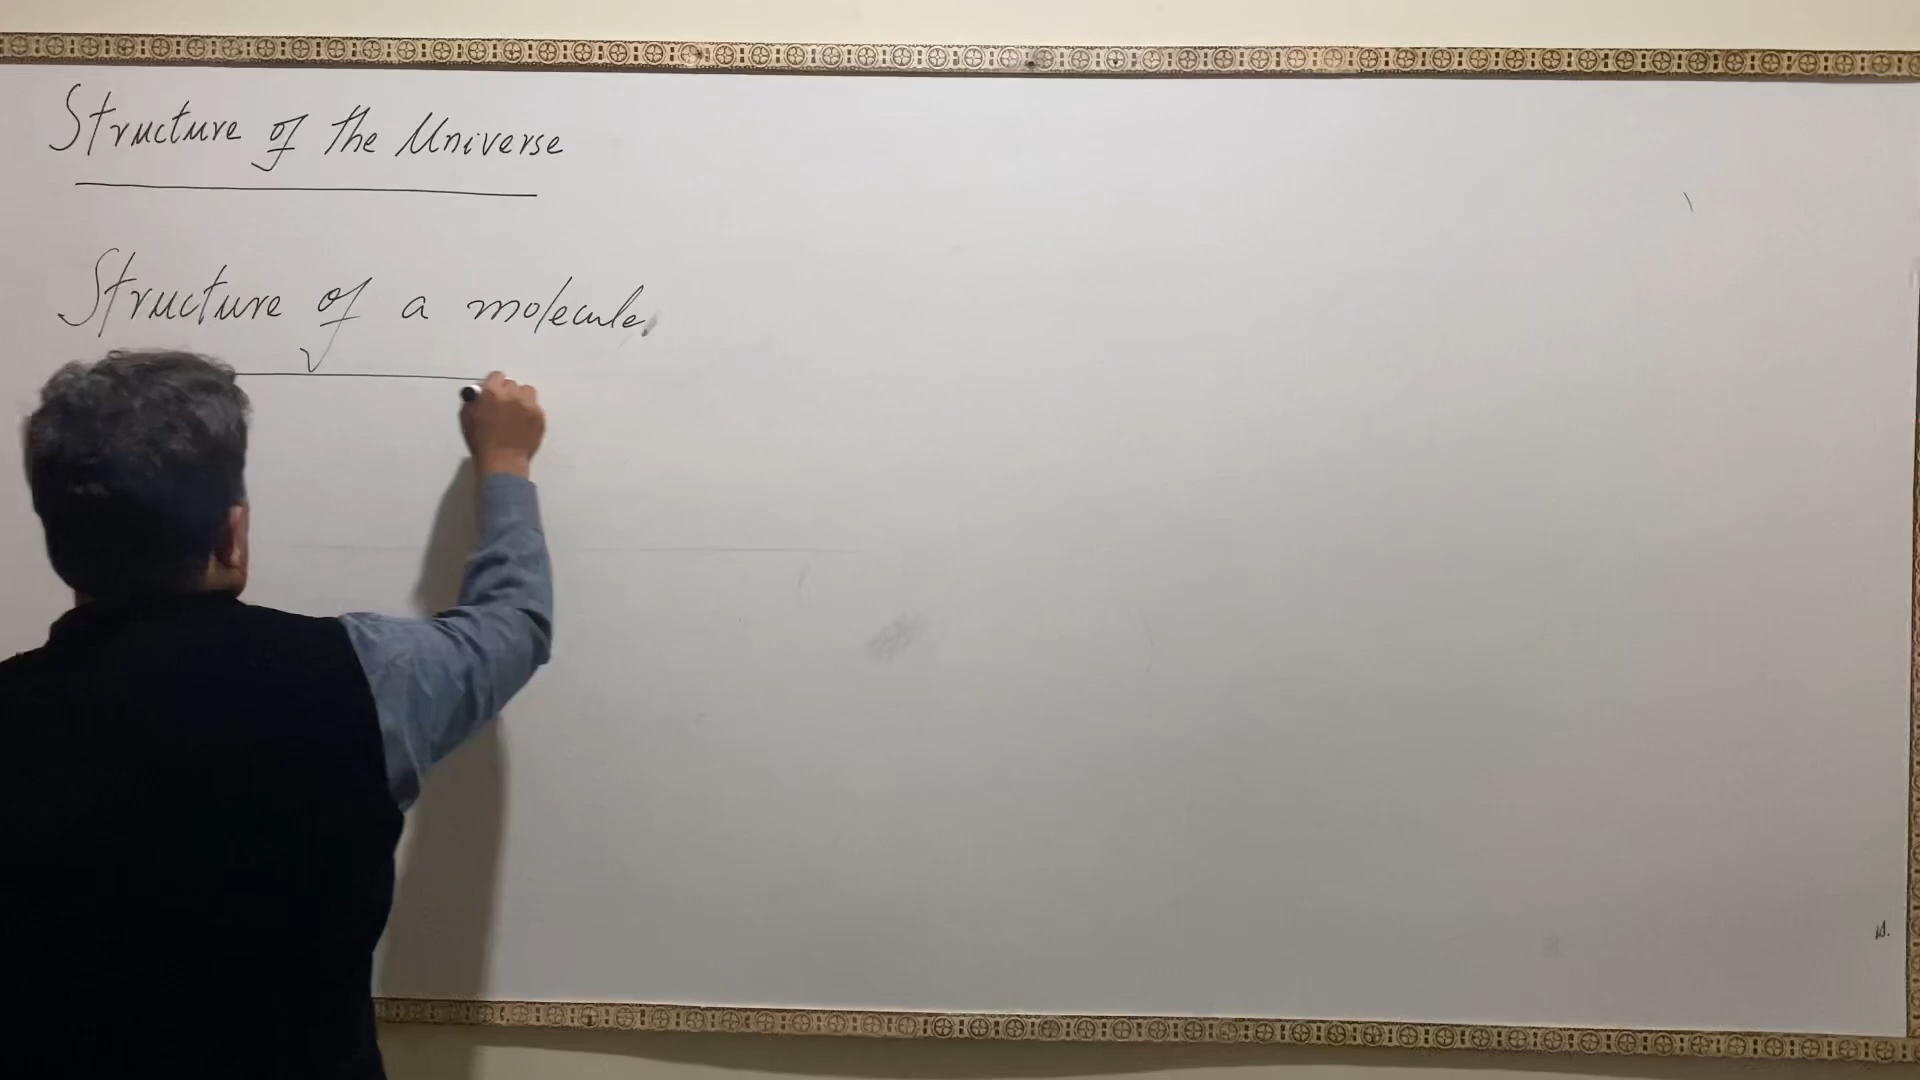 Structure of the Universe
Structure of a molecule.